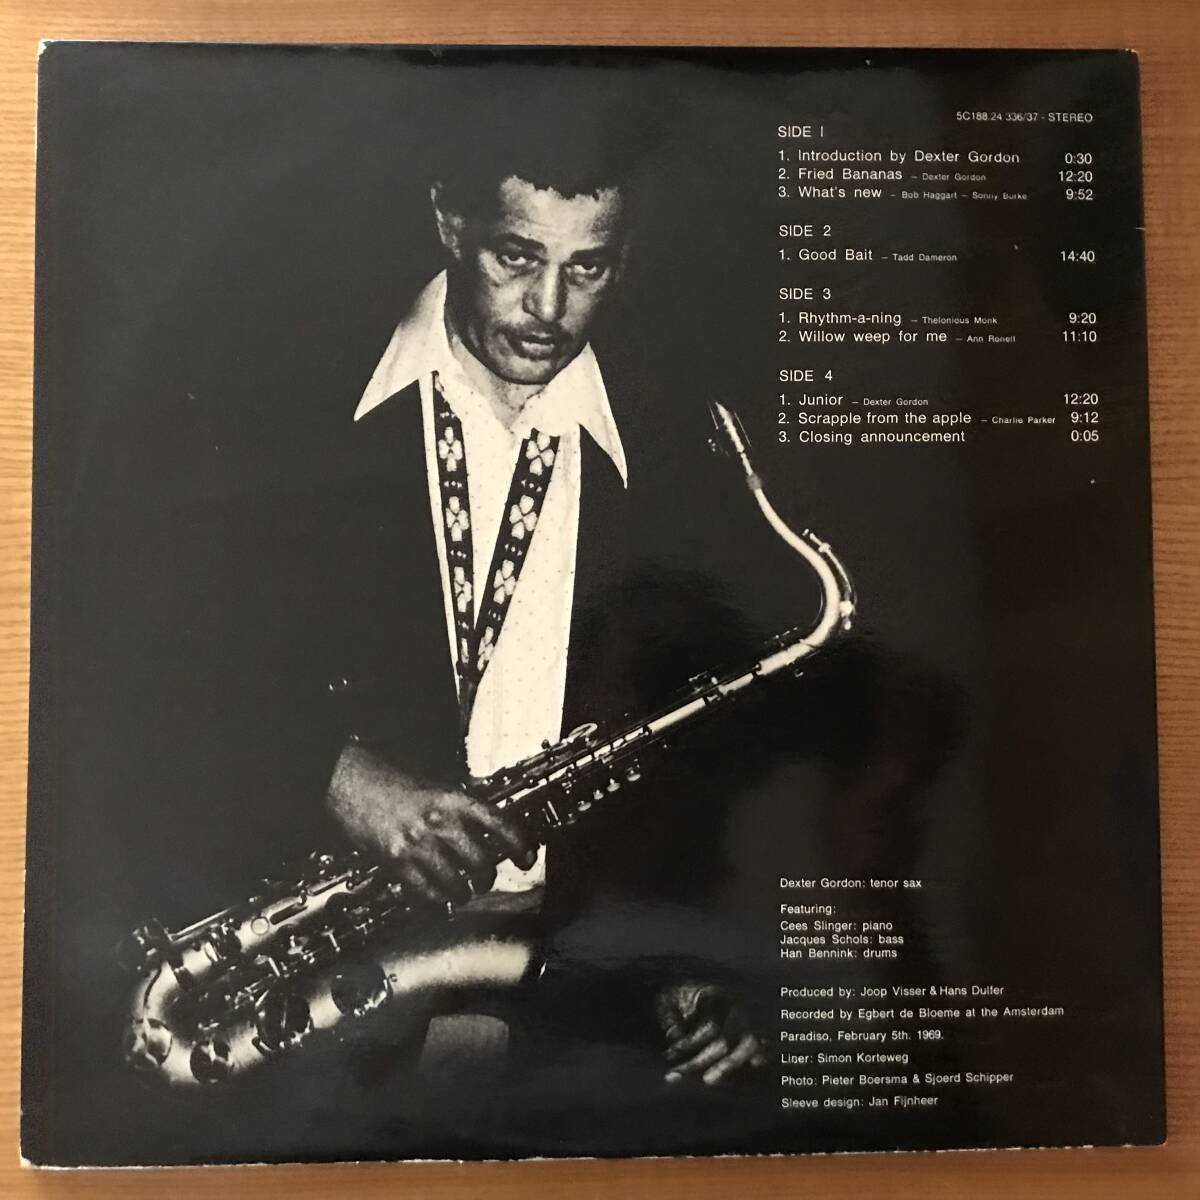 5C188.24 336/37 - STEREO
SIDE 1
1. Introduction by Dexter Gordon 0:30
2. Fried Bananas – Dexter Gordon 12:20
3. What's new – Bob Haggart – Sonny Burke 9:52
SIDE 2
1. Good Bait – Tadd Dameron 14:40
SIDE 3
1. Rhythm-a-ning – Thelonious Monk 9:20
2. Willow weep for me – Ann Ronell 11:10
SIDE 4
1. Junior – Dexter Gordon 12:20
2. Scrapple from the apple – Charlie Parker 9:12
3. Closing announcement 0:05
Dexter Gordon: tenor sax
Featuring:
Cees Slinger: piano
Jacques Schols: bass
Han Bennink: drums
Produced by: Joop Visser & Hans Dulfer
Recorded by Egbert de Bloeme at the Amsterdam
Paradiso, February 5th. 1969.
Liner: Simon Korteweg
Photo: Pieter Boersma & Sjoerd Schipper
Sleeve design: Jan Fijnheer